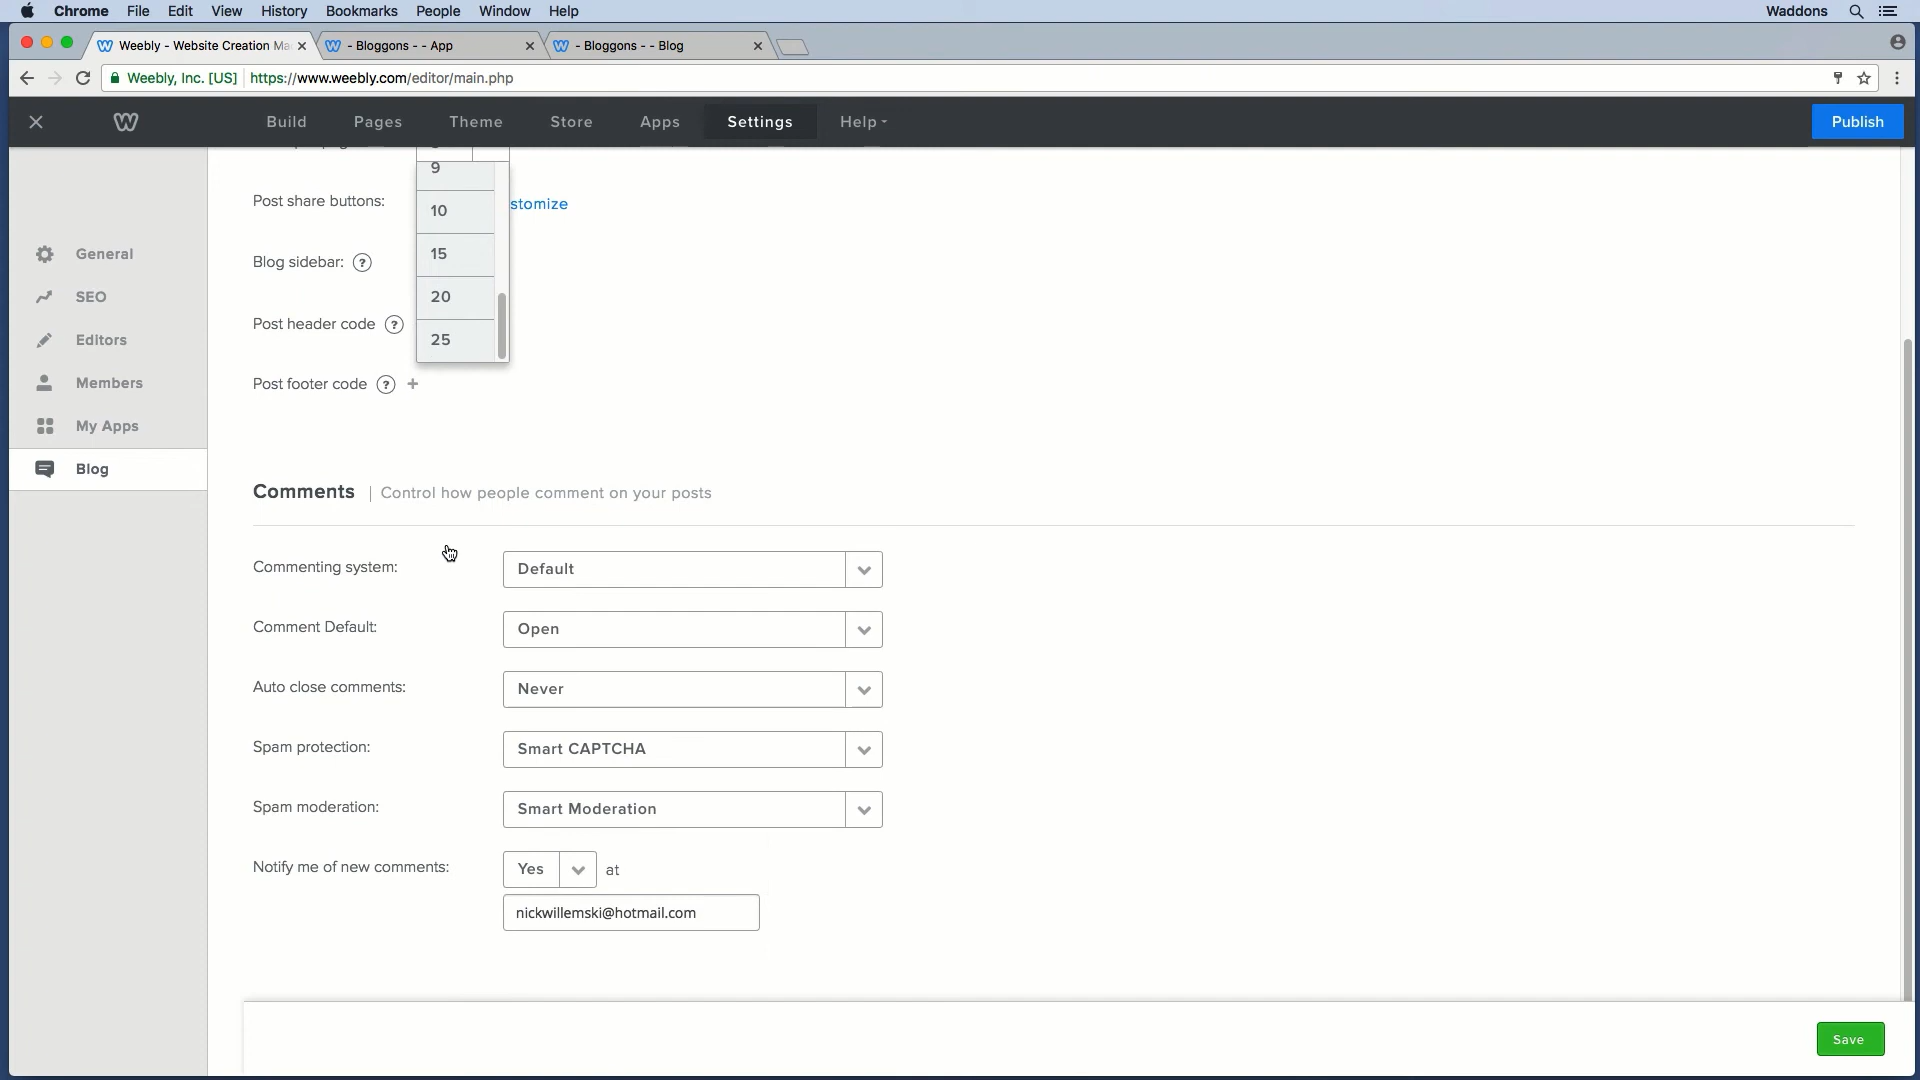 Chrome File Edit View History Bookmarks People Window Help Waddons
Weebly - Website Creation Ma
- Bloggons - - App
- Bloggons - - Blog
Weebly, Inc. [US] https://www.weebly.com/editor/main.php
Build Pages Theme Store Apps Settings Help Publish
9
Post share buttons: stomize
10
General
SEO
Editors
Members
My Apps
Blog
15
Blog sidebar: ?
20
Post header code ?
25
Post footer code ? +
Comments | Control how people comment on your posts
Commenting system: Default
Comment Default: Open
Auto close comments: Never
Spam protection: Smart CAPTCHA
Spam moderation: Smart Moderation
Notify me of new comments: Yes at
nickwillemski@hotmail.com
Save